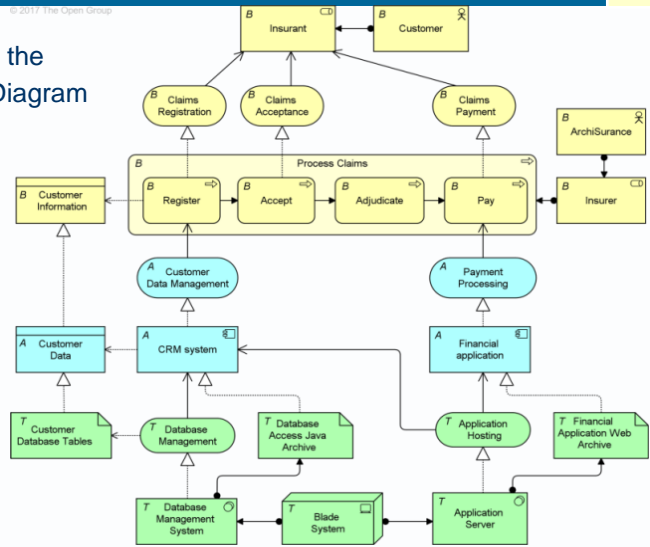 © 2017 The Open Group
the
Diagram
B
Insurant
B
Customer
B
Claims
Registration
B
Claims
Acceptance
B
Claims
Payment
B
ArchiSurance
B
Process Claims
B
Customer
Information
B
Register
B
Accept
B
Adjudicate
B
Pay
B
Insurer
A
Customer
Data Management
A
Payment
Processing
A
Customer
Data
A
CRM system
A
Financial
application
T
Customer
Database Tables
T
Database
Management
T
Database
Access Java
Archive
T
Application
Hosting
T
Financial
Application Web
Archive
T
Database
Management
System
T
Blade
System
T
Application
Server